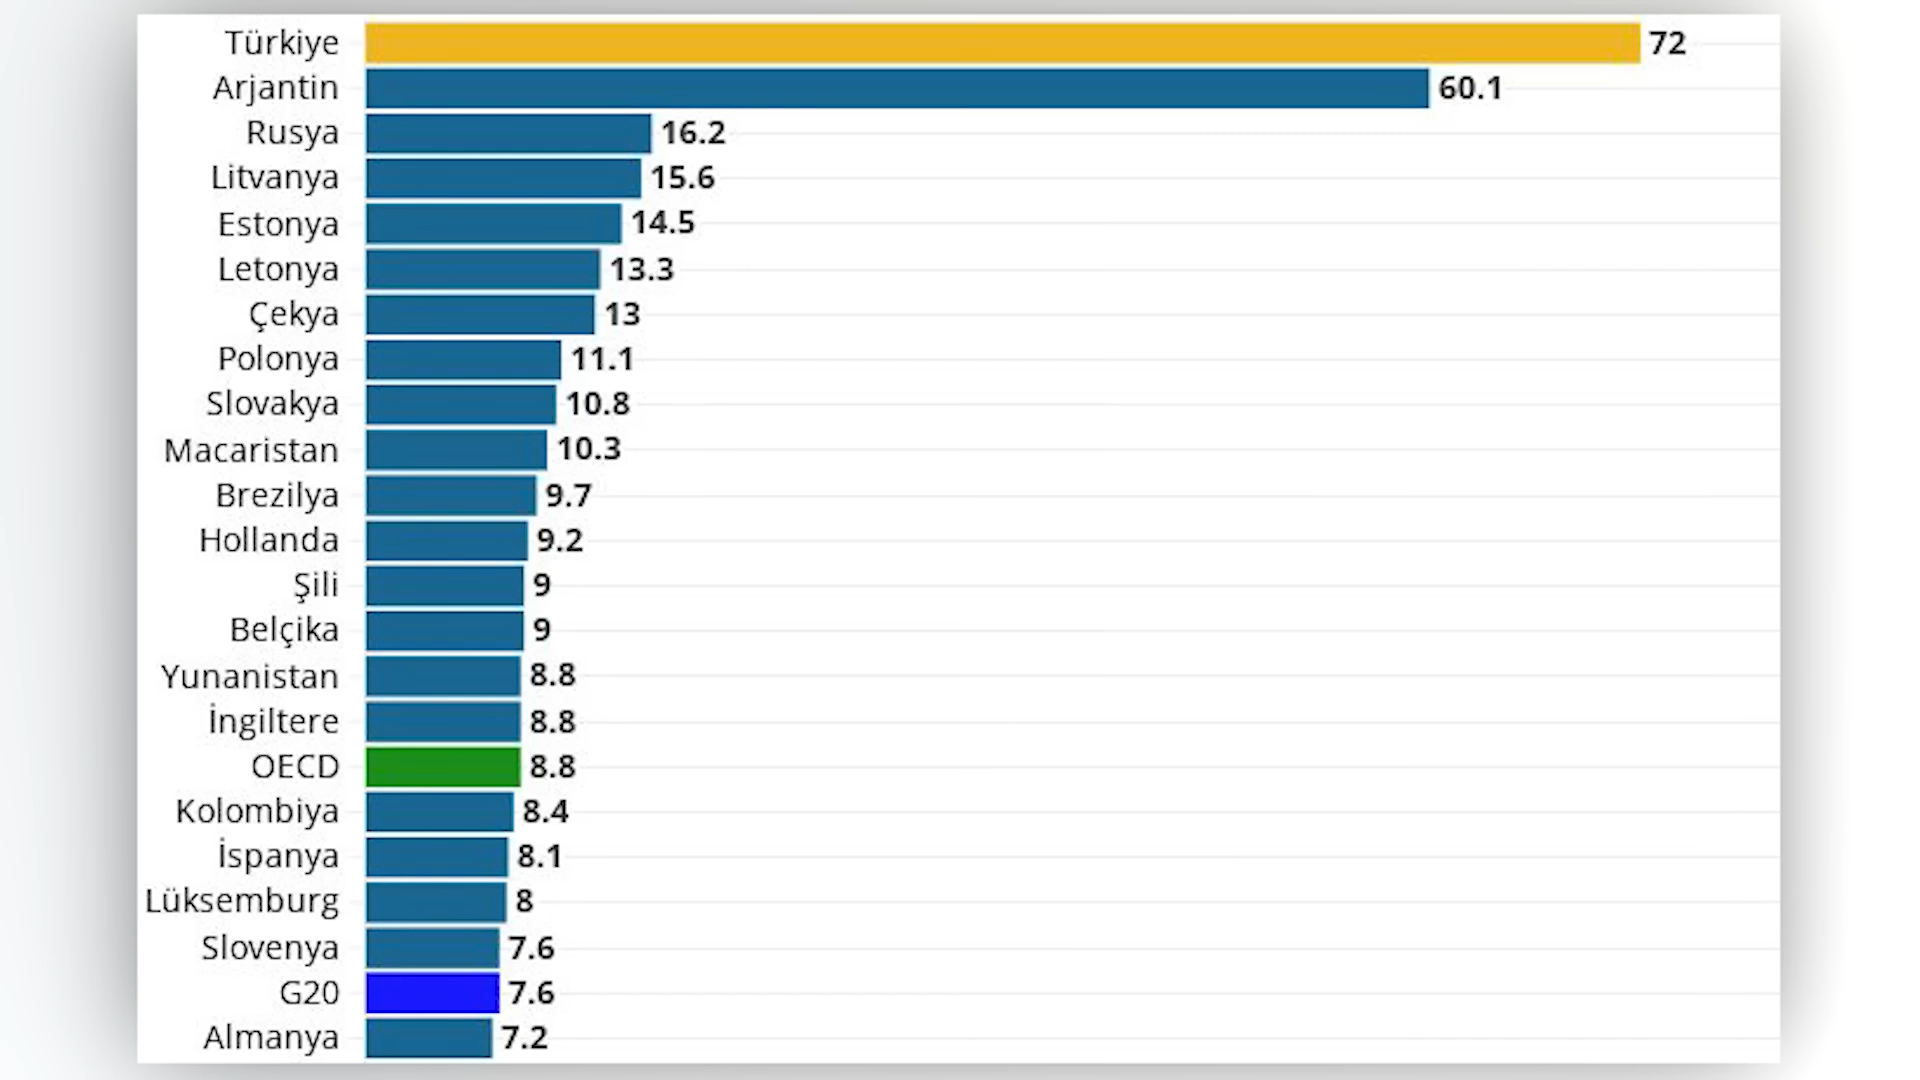 Türkiye 72
Arjantin 60.1
Rusya 16.2
Litvanya 15.6
Estonya 14.5
Letonya 13.3
Çekya 13
Polonya 11.1
Slovakya 10.8
Macaristan 10.3
Brezilya 9.7
Hollanda 9.2
Şili 9
Belçika 9
Yunanistan 8.8
İngiltere 8.8
OECD 8.8
Kolombiya 8.4
İspanya 8.1
Lüksemburg 8
Slovenya 7.6
G20 7.6
Almanya 7.2